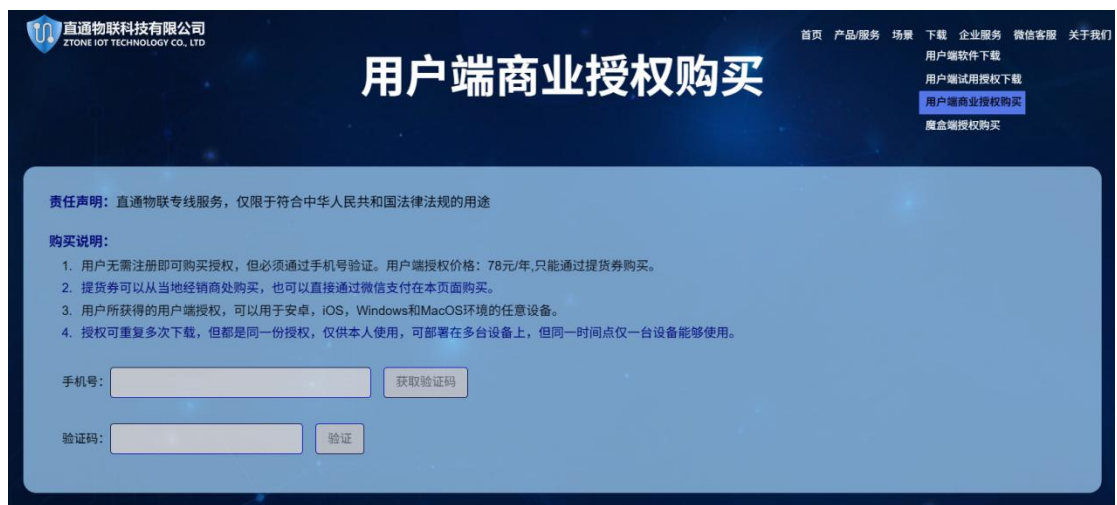 直通物联科技有限公司
ZTONE IOT TECHNOLOGY CO., LTD
首页 产品/服务 场景 下载 企业服务 微信客服 关于我们
用户端软件下载
用户端试用授权下载
用户端商业授权购买
魔盒端授权购买
用户端商业授权购买
责任声明：直通物联专线服务，仅限于符合中华人民共和国法律法规的用途
购买说明：
1. 用户无需注册即可购买授权，但必须通过手机号验证。用户端授权价格：78元/年,只能通过提货券购买。
2. 提货券可以从当地经销商处购买，也可以直接通过微信支付在本页面购买。
3. 用户所获得的用户端授权，可以用于安卓，iOS，Windows和MacOS环境的任意设备。
4. 授权可重复多次下载，但都是同一份授权，仅供本人使用，可部署在多台设备上，但同一时间点仅一台设备能够使用。
手机号： 获取验证码
验证码： 验证